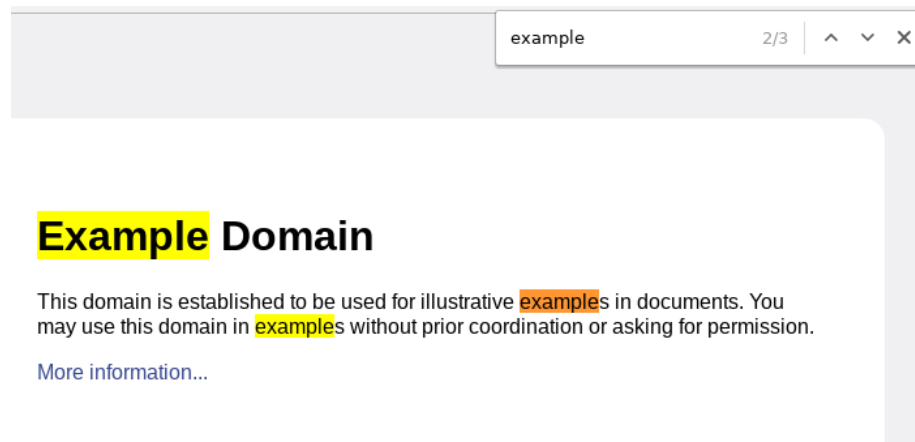 example 2/3
Example Domain
This domain is established to be used for illustrative examples in documents. You
may use this domain in examples without prior coordination or asking for permission.
More information...